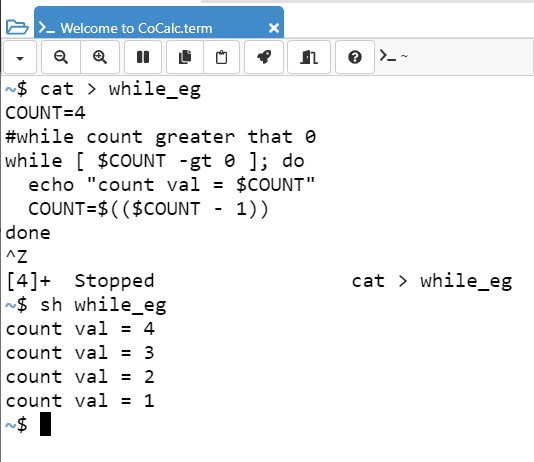 >_ Welcome to CoCalc.term ×
>_ ~
~$ cat > while_eg
COUNT=4
#while count greater that 0
while [ $COUNT -gt 0 ]; do
  echo "count val = $COUNT"
  COUNT=$(($COUNT - 1))
done
^Z
[4]+  Stopped                 cat > while_eg
~$ sh while_eg
count val = 4
count val = 3
count val = 2
count val = 1
~$